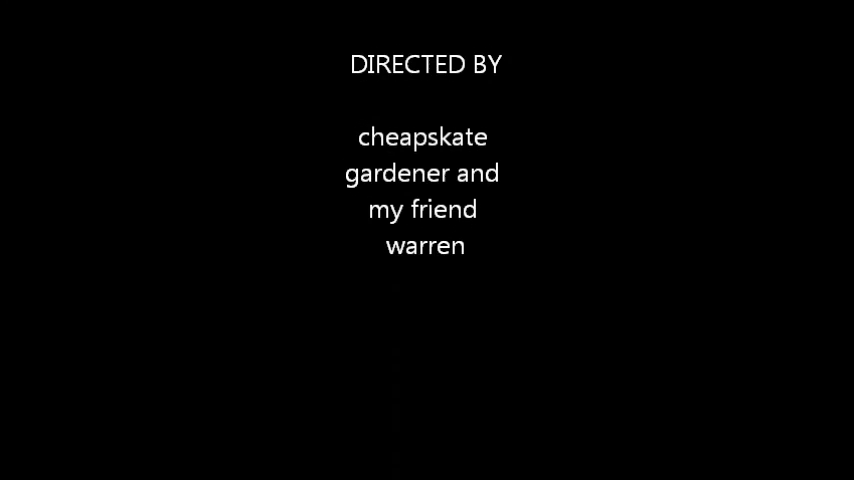 DIRECTED BY
cheapskate
gardener and
my friend
warren